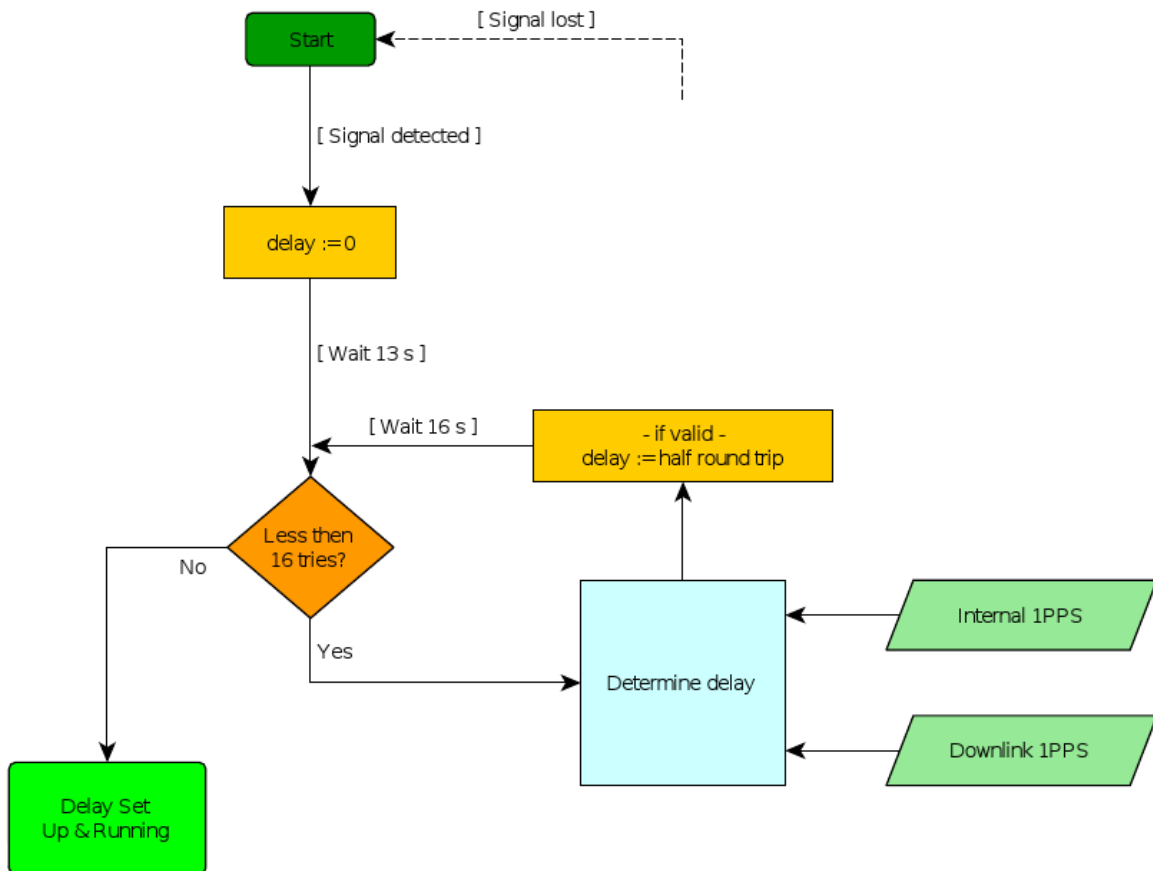 [ Signal lost ]
Start
[ Signal detected ]
delay := 0
[ Wait 13 s ]
[ Wait 16 s ]
- if valid -
delay := half round trip
Less then
16 tries?
No
Yes
Internal 1PPS
Determine delay
Downlink 1PPS
Delay Set
Up & Running